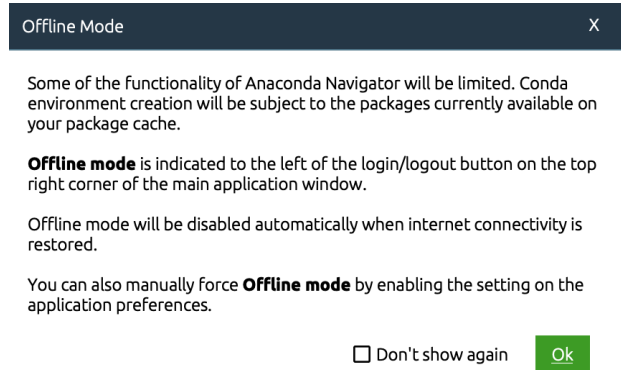 Offline Mode X
Some of the functionality of Anaconda Navigator will be limited. Conda
environment creation will be subject to the packages currently available on
your package cache.
Offline mode is indicated to the left of the login/logout button on the top
right corner of the main application window.
Offline mode will be disabled automatically when internet connectivity is
restored.
You can also manually force Offline mode by enabling the setting on the
application preferences.
Don't show again Ok